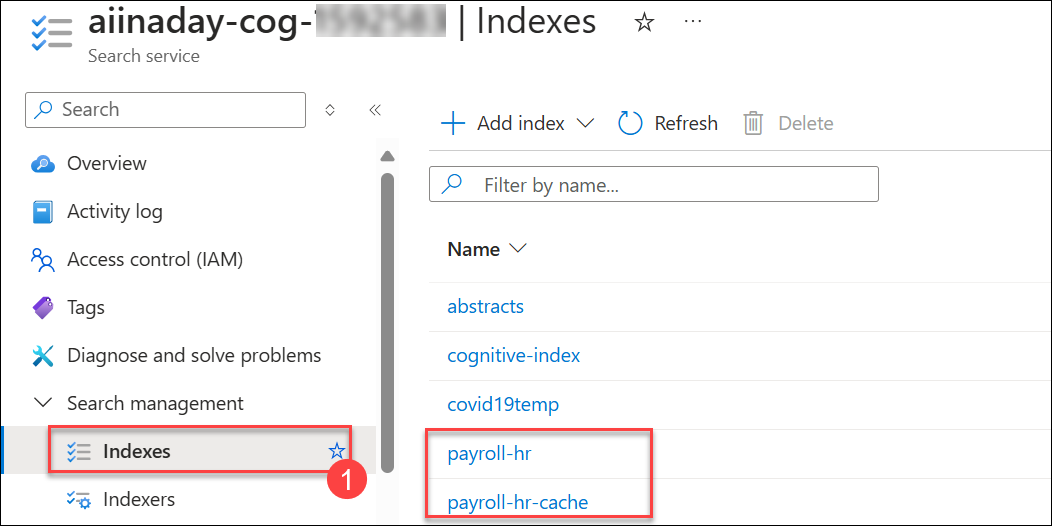 aiinaday-cog- | Indexes
Search service
Search
Add index
Refresh
Delete
Overview
Activity log
Access control (IAM)
Tags
Diagnose and solve problems
Search management
Indexes
1
Indexers
Filter by name...
Name
abstracts
cognitive-index
covid19temp
payroll-hr
payroll-hr-cache